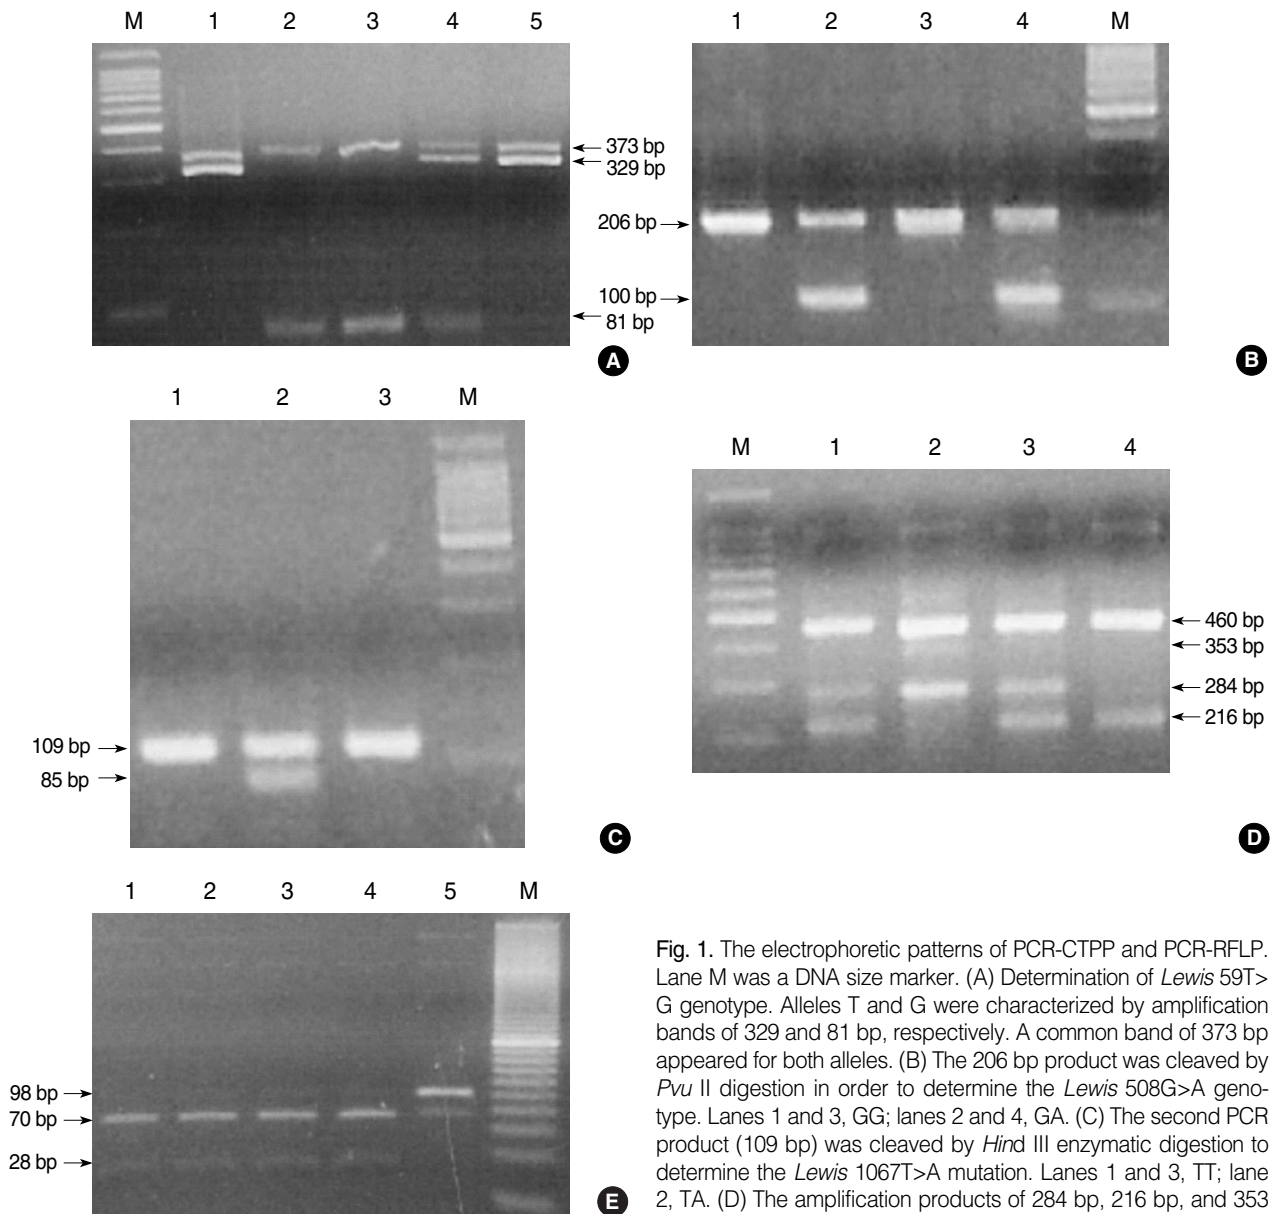 M 1 2 3 4 5
373 bp
329 bp
81 bp
A
1 2 3 4 M
206 bp
100 bp
B
1 2 3 M
109 bp
85 bp
C
M 1 2 3 4
460 bp
353 bp
284 bp
216 bp
D
1 2 3 4 5 M
98 bp
70 bp
28 bp
E
Fig. 1. The electrophoretic patterns of PCR-CTPP and PCR-RFLP.
Lane M was a DNA size marker. (A) Determination of Lewis 59T>
G genotype. Alleles T and G were characterized by amplification
bands of 329 and 81 bp, respectively. A common band of 373 bp
appeared for both alleles. (B) The 206 bp product was cleaved by
Pvu II digestion in order to determine the Lewis 508G>A geno-
type. Lanes 1 and 3, GG; lanes 2 and 4, GA. (C) The second PCR
product (109 bp) was cleaved by Hind III enzymatic digestion to
determine the Lewis 1067T>A mutation. Lanes 1 and 3, TT; lane
2, TA. (D) The amplification products of 284 bp, 216 bp, and 353